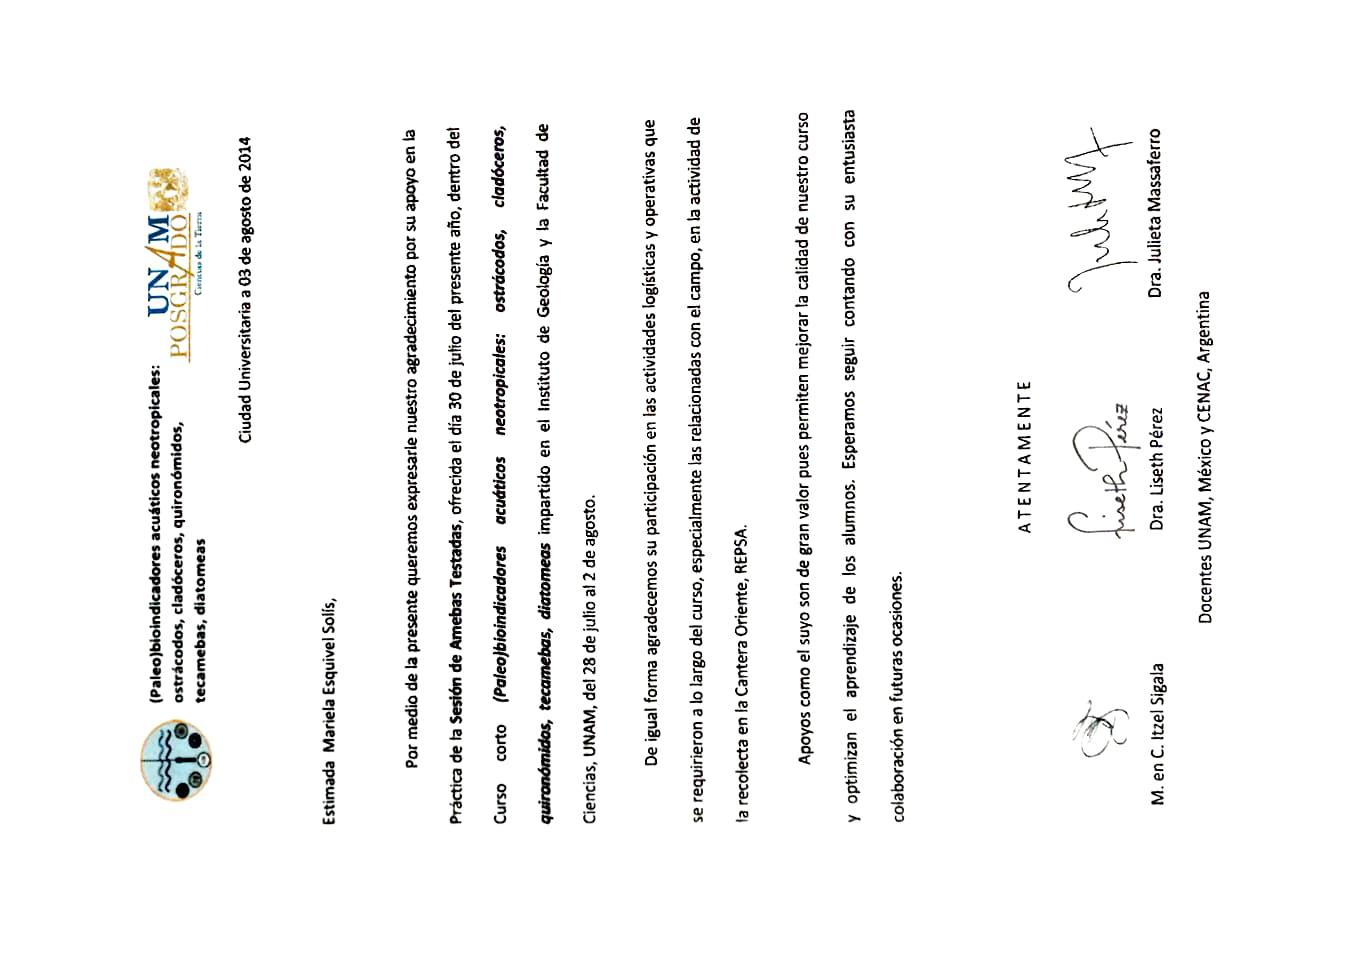 (Paleo)bioindicadores acuáticos neotropicales:
ostrácodos, cladóceros, quironómidos,
tecamebas, diatomeas
UNAM
POSGRADO
Ciencias de la Tierra
Ciudad Universitaria a 03 de agosto de 2014
Estimada Mariela Esquivel Solís,
Por medio de la presente queremos expresarle nuestro agradecimiento por su apoyo en la
Práctica de la Sesión de Amebas Testadas, ofrecida el día 30 de julio del presente año, dentro del
Curso corto (Paleo)bioindicadores acuáticos neotropicales: ostrácodos, cladóceros,
quironómidos, tecamebas, diatomeas impartido en el Instituto de Geología y la Facultad de
Ciencias, UNAM, del 28 de julio al 2 de agosto.
De igual forma agradecemos su participación en las actividades logísticas y operativas que
se requirieron a lo largo del curso, especialmente las relacionadas con el campo, en la actividad de
la recolecta en la Cantera Oriente, REPSA.
Apoyos como el suyo son de gran valor pues permiten mejorar la calidad de nuestro curso
y optimizan el aprendizaje de los alumnos. Esperamos seguir contando con su entusiasta
colaboración en futuras ocasiones.
ATENTAMENTE
Liseth Pérez
M. en C. Itzel Sigala
Dra. Liseth Pérez
Dra. Julieta Massaferro
Docentes UNAM, México y CENAC, Argentina